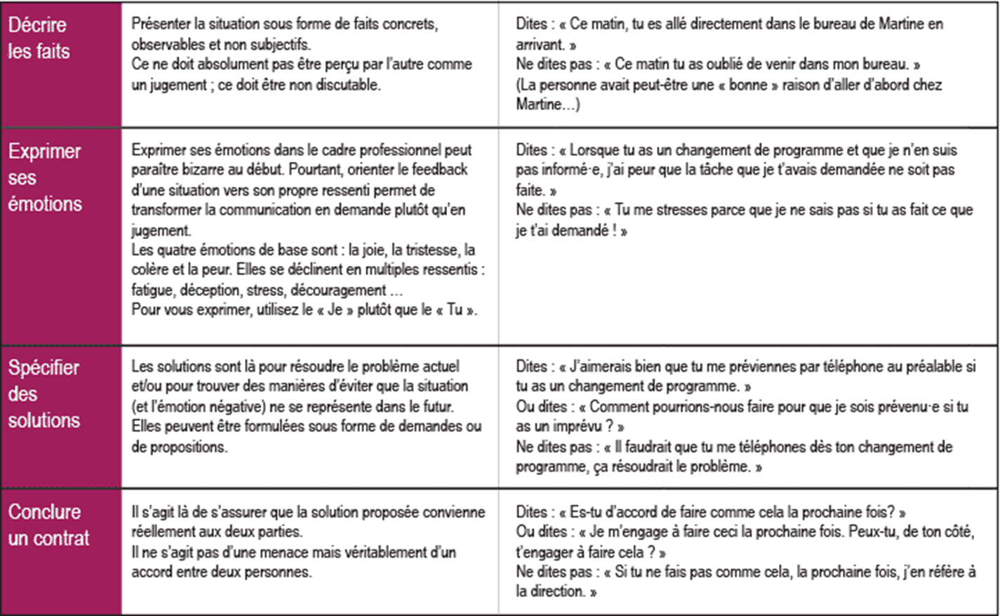 Décrire
les faits
Présenter la situation sous forme de faits concrets,
observables et non subjectifs.
Ce ne doit absolument pas être perçu par l’autre comme
un jugement ; ce doit être non discutable.
Dites : « Ce matin, tu es allé directement dans le bureau de Martine en
arrivant. »
Ne dites pas : « Ce matin tu as oublié de venir dans mon bureau. »
(La personne avait peut-être une « bonne » raison d’aller d’abord chez
Martine…)
Exprimer
ses
émotions
Exprimer ses émotions dans le cadre professionnel peut
paraître bizarre au début. Pourtant, orienter le feedback
d’une situation vers son propre ressenti permet de
transformer la communication en demande plutôt qu’en
jugement.
Les quatre émotions de base sont : la joie, la tristesse, la
colère et la peur. Elles se déclinent en multiples ressentis :
fatigue, déception, stress, découragement …
Pour vous exprimer, utilisez le « Je » plutôt que le « Tu ».
Dites : « Lorsque tu as un changement de programme et que je n’en suis
pas informé·e, j’ai peur que la tâche que je t’avais demandée ne soit pas
faite. »
Ne dites pas : « Tu me stresses parce que je ne sais pas si tu as fait ce que
je t’ai demandé ! »
Spécifier
des
solutions
Les solutions sont là pour résoudre le problème actuel
et/ou pour trouver des manières d’éviter que la situation
(et l’émotion négative) ne se représente dans le futur.
Elles peuvent être formulées sous forme de demandes ou
de propositions.
Dites : « J’aimerais bien que tu me préviennes par téléphone au préalable si
tu as un changement de programme. »
Ou dites : « Comment pourrions-nous faire pour que je sois prévenu·e si tu
as un imprévu ? »
Ne dites pas : « Il faudrait que tu me téléphones dès ton changement de
programme, ça résoudrait le problème. »
Conclure
un contrat
Il s’agit là de s’assurer que la solution proposée convienne
réellement aux deux parties.
Il ne s’agit pas d’une menace mais véritablement d’un
accord entre deux personnes.
Dites : « Es-tu d’accord de faire comme cela la prochaine fois? »
Ou dites : « Je m’engage à faire ceci la prochaine fois. Peux-tu, de ton côté,
t’engager à faire cela ? »
Ne dites pas : « Si tu ne fais pas comme cela, la prochaine fois, j’en réfère à
la direction. »